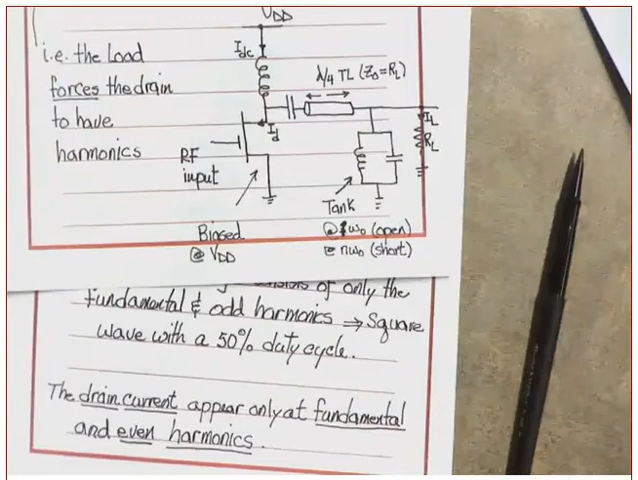 VDD
i.e. the load
forces the drain
to have
harmonics
Idc
λ/4 TL (Z0=RL)
Id
IL
RL
RF
input
Biased
@ VDD
Tank
@ ω0 (open)
@ nω0 (short)
of only the
fundamental & odd harmonics → Square
wave with a 50% duty cycle.
The drain current appear only at fundamental
and even harmonics.